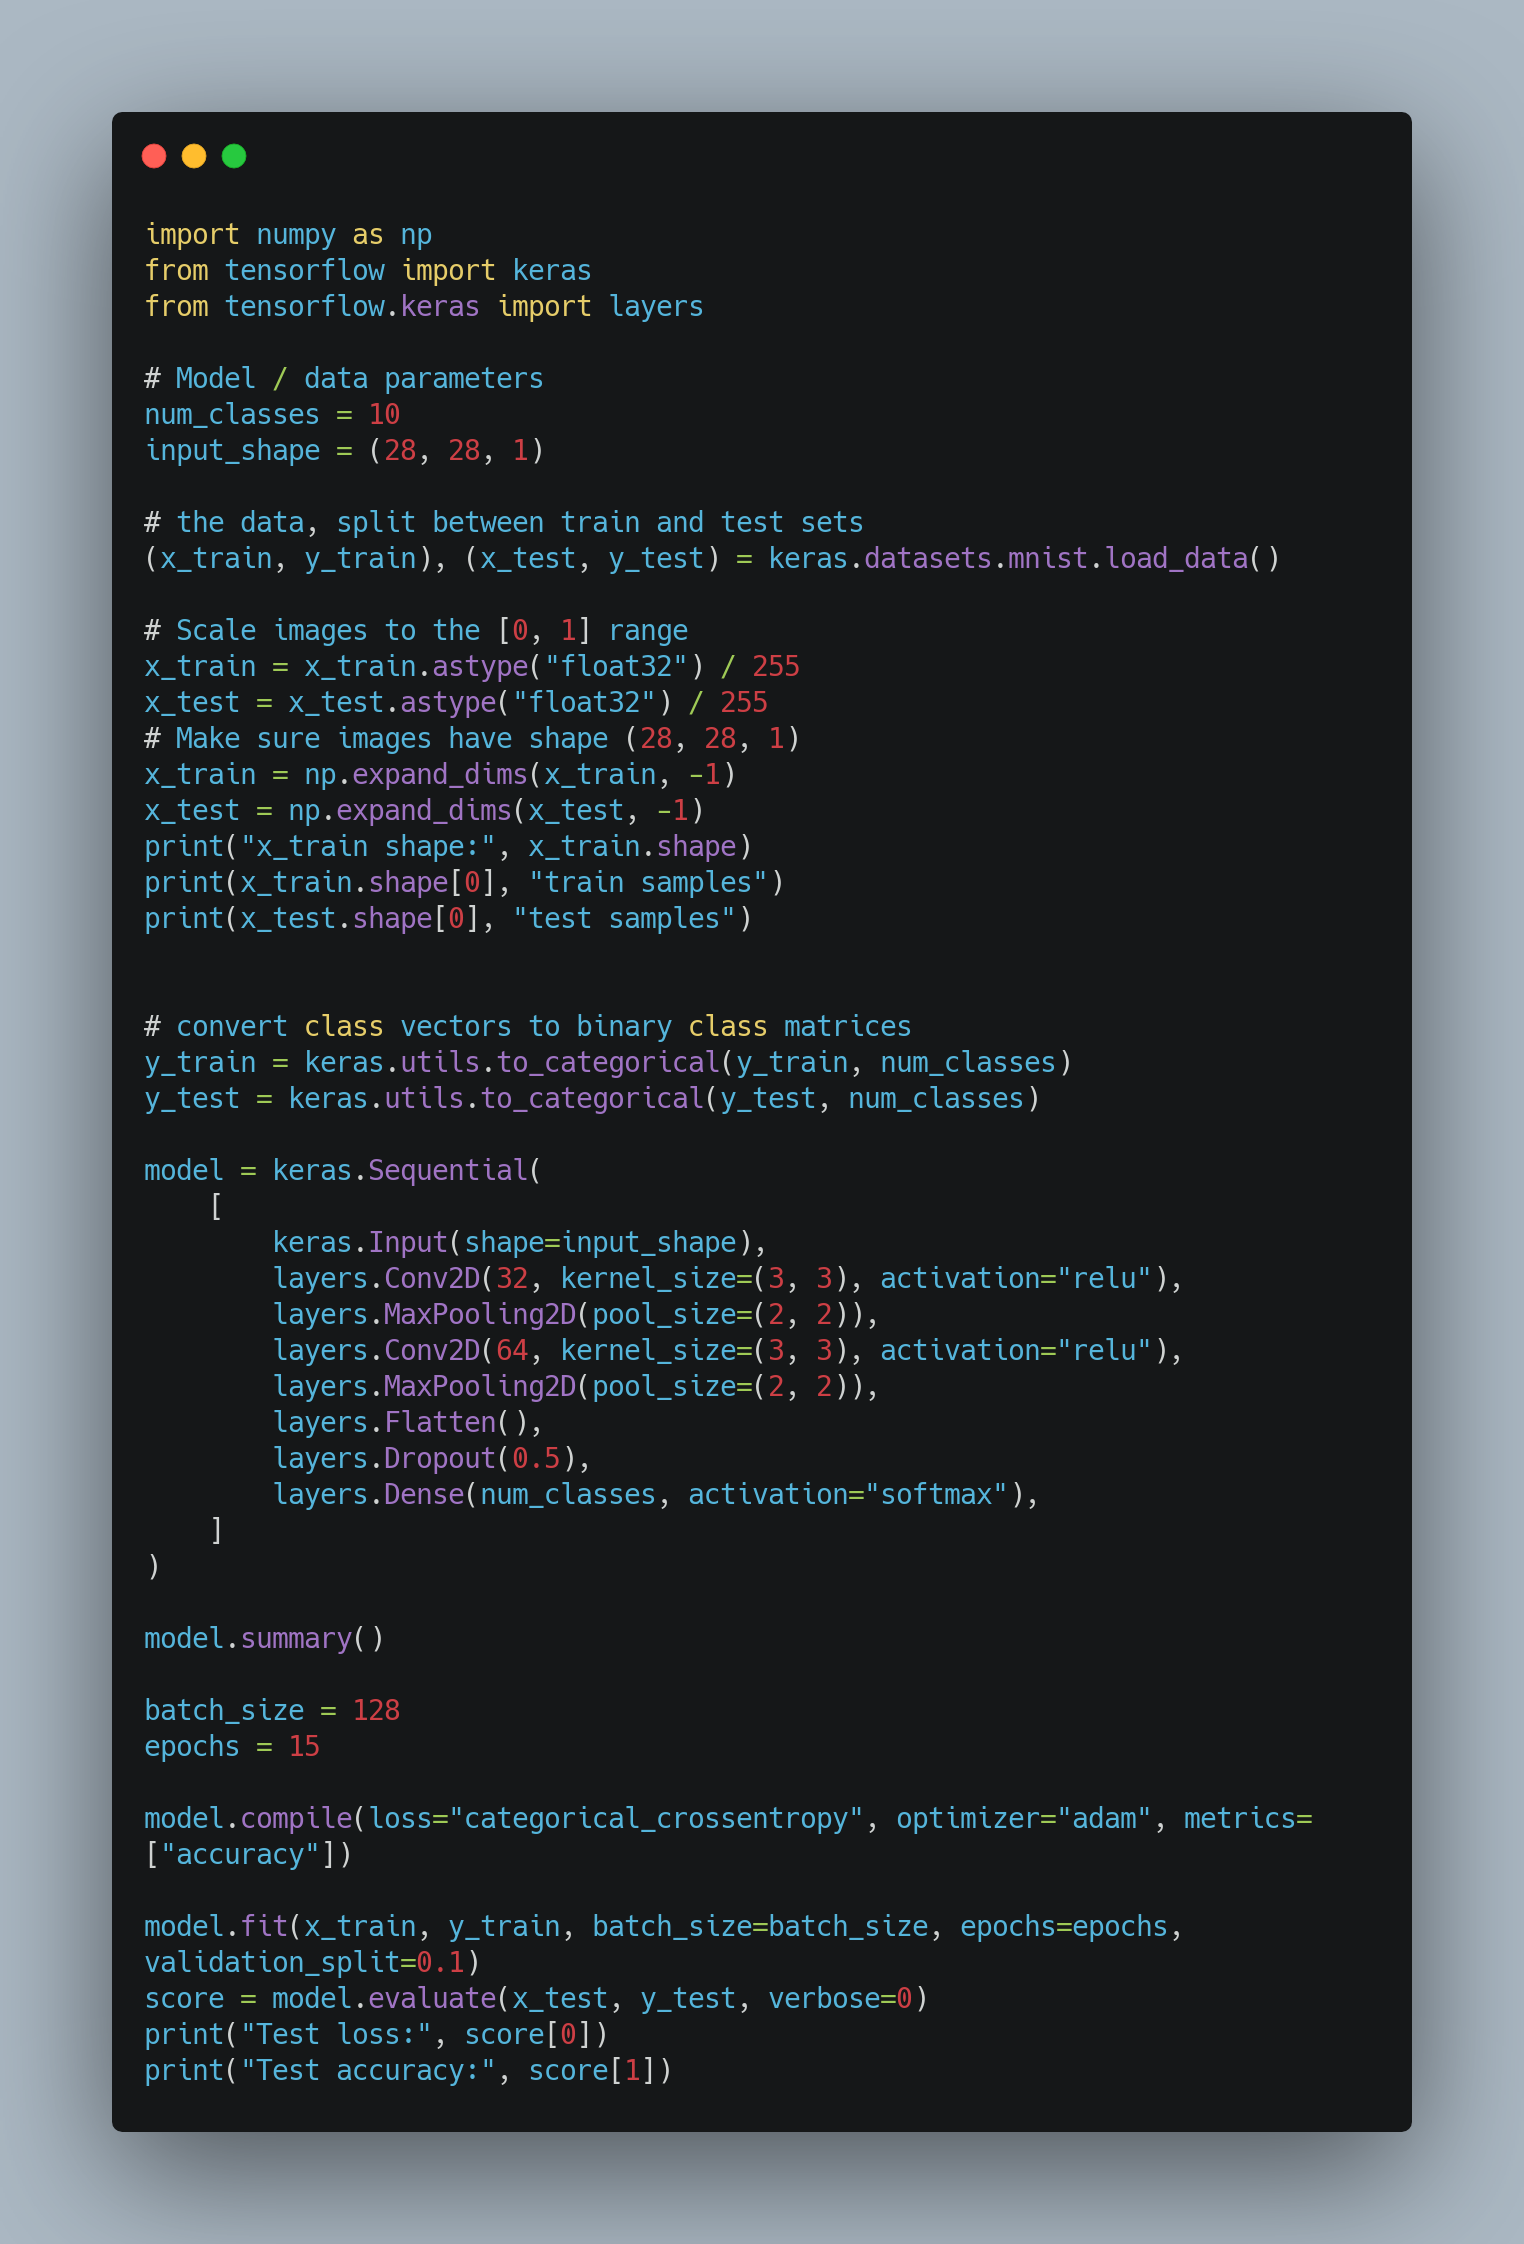 import numpy as np
from tensorflow import keras
from tensorflow.keras import layers

# Model / data parameters
num_classes = 10
input_shape = (28, 28, 1)

# the data, split between train and test sets
(x_train, y_train), (x_test, y_test) = keras.datasets.mnist.load_data()

# Scale images to the [0, 1] range
x_train = x_train.astype("float32") / 255
x_test = x_test.astype("float32") / 255
# Make sure images have shape (28, 28, 1)
x_train = np.expand_dims(x_train, -1)
x_test = np.expand_dims(x_test, -1)
print("x_train shape:", x_train.shape)
print(x_train.shape[0], "train samples")
print(x_test.shape[0], "test samples")


# convert class vectors to binary class matrices
y_train = keras.utils.to_categorical(y_train, num_classes)
y_test = keras.utils.to_categorical(y_test, num_classes)

model = keras.Sequential(
    [
        keras.Input(shape=input_shape),
        layers.Conv2D(32, kernel_size=(3, 3), activation="relu"),
        layers.MaxPooling2D(pool_size=(2, 2)),
        layers.Conv2D(64, kernel_size=(3, 3), activation="relu"),
        layers.MaxPooling2D(pool_size=(2, 2)),
        layers.Flatten(),
        layers.Dropout(0.5),
        layers.Dense(num_classes, activation="softmax"),
    ]
)

model.summary()

batch_size = 128
epochs = 15

model.compile(loss="categorical_crossentropy", optimizer="adam", metrics=
["accuracy"])

model.fit(x_train, y_train, batch_size=batch_size, epochs=epochs,
validation_split=0.1)
score = model.evaluate(x_test, y_test, verbose=0)
print("Test loss:", score[0])
print("Test accuracy:", score[1])